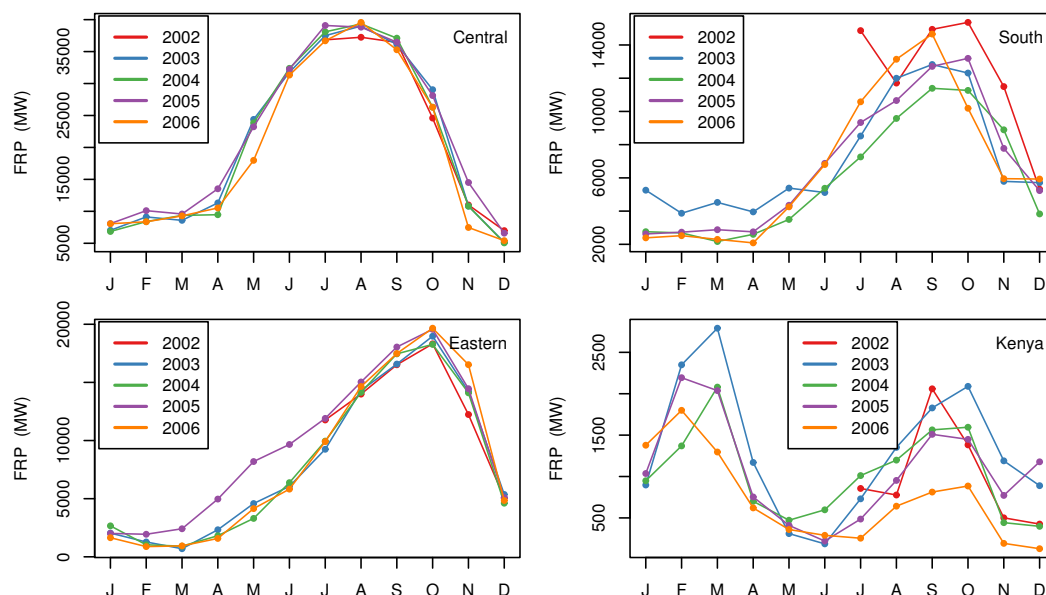 Central
2002
2003
2004
2005
2006
FRP (MW)
5000
15000
25000
35000
J F M A M J J A S O N D
South
2002
2003
2004
2005
2006
FRP (MW)
2000
6000
10000
14000
J F M A M J J A S O N D
Eastern
2002
2003
2004
2005
2006
FRP (MW)
0
5000
10000
20000
J F M A M J J A S O N D
Kenya
2002
2003
2004
2005
2006
FRP (MW)
500
1500
2500
J F M A M J J A S O N D